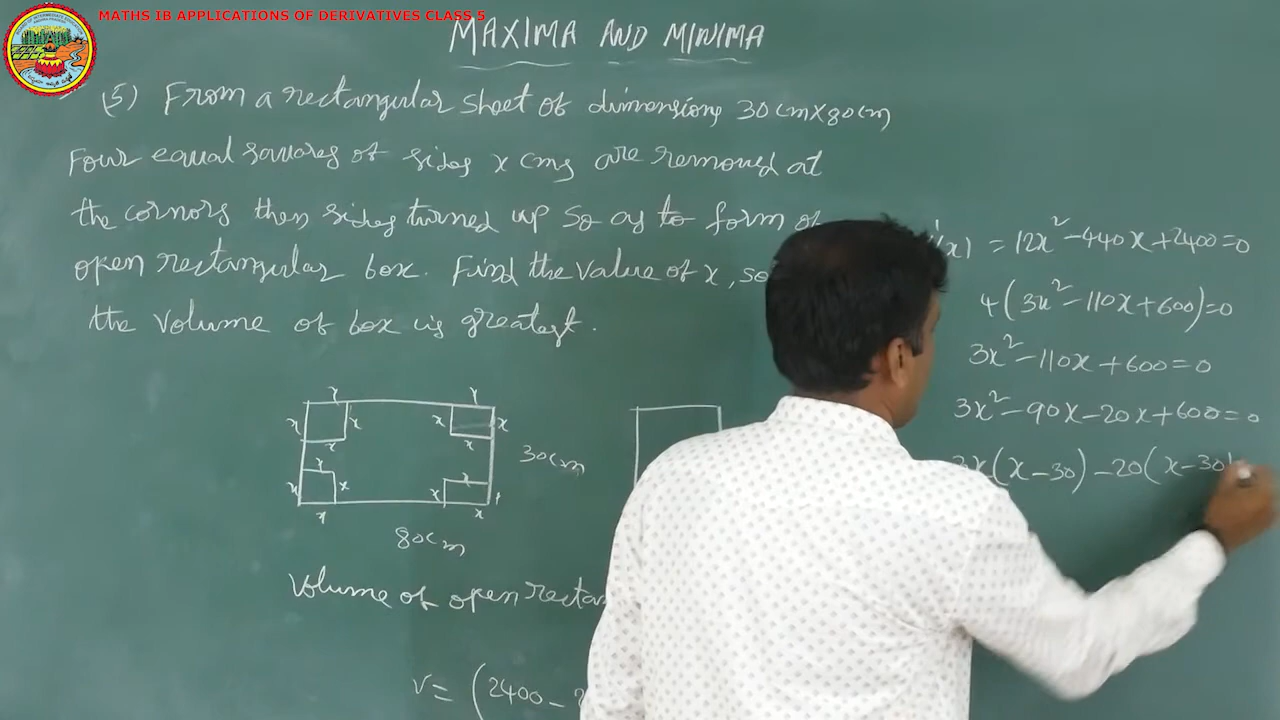 MATHS IB APPLICATIONS OF DERIVATIVES CLASS 5
MAXIMA AND MINIMA
(5) From a rectangular sheet of dimensions 30cm×80cm
Four equal squares of sides x cms are removed at
the cornors then sides turned up so as to form of
open rectangular box. Find the value of x, so
the volume of box is greatest.
x x
x x x x
x x
30cm
x x
x x x
x x
80cm
Volume of open rectan
V = (2400 -
(x) = 12x² - 440x + 2400 = 0
4(3x² - 110x + 600) = 0
3x² - 110x + 600 = 0
3x² - 90x - 20x + 600 = 0
3x(x - 30) - 20(x - 30)